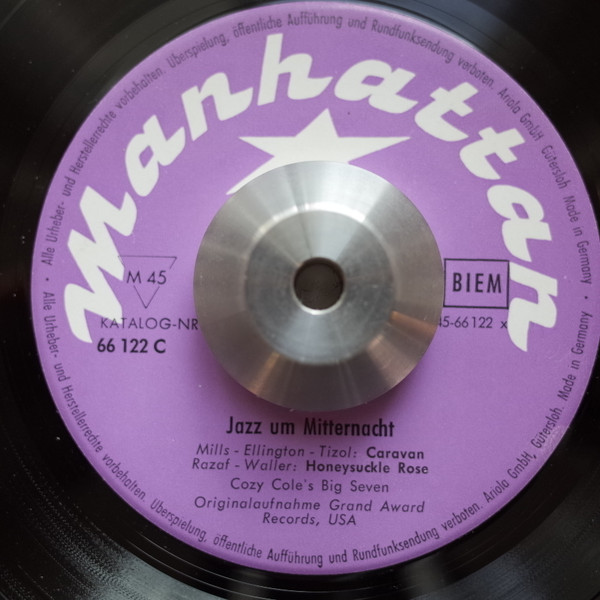 Alle Urheber- und Herstellerrechte vorbehalten. Überspielung, öffentliche Aufführung und Rundfunksendung verboten. Ariola GmbH, Gütersloh. Made in Germany •
Manhattan
M 45
BIEM
KATALOG-NR
45-66122 x
66 122 C
Jazz um Mitternacht
Mills - Ellington - Tizol: Caravan
Razaf - Waller: Honeysuckle Rose
Cozy Cole's Big Seven
Originalaufnahme Grand Award
Records, USA
Alle Urheber- und Herstellerrechte vorbehalten. Überspielung, öffentliche Aufführung und Rundfunksendung verboten. Ariola GmbH, Gütersloh. Made in Germany •